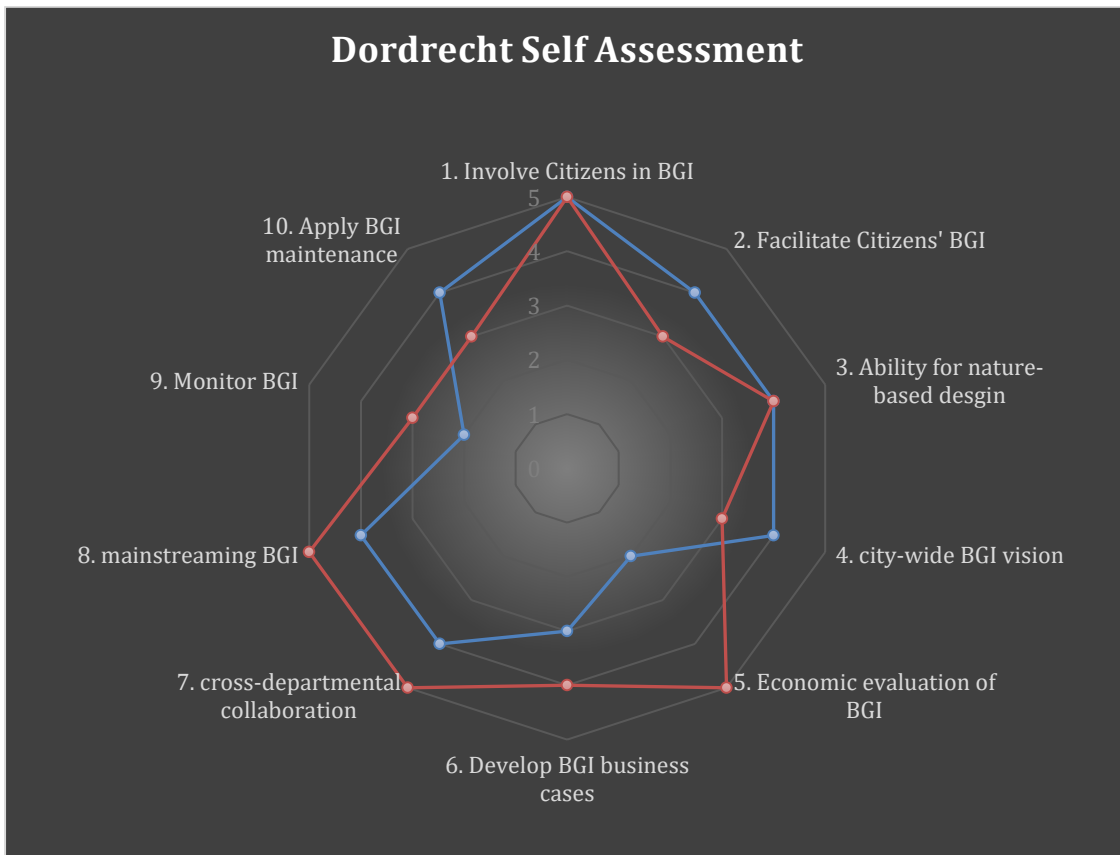 Dordrecht Self Assessment
1. Involve Citizens in BGI
5
10. Apply BGI
maintenance
2. Facilitate Citizens' BGI
4
3
2
9. Monitor BGI
3. Ability for nature-
based desgin
1
0
8. mainstreaming BGI
4. city-wide BGI vision
7. cross-departmental
collaboration
5. Economic evaluation of
BGI
6. Develop BGI business
cases